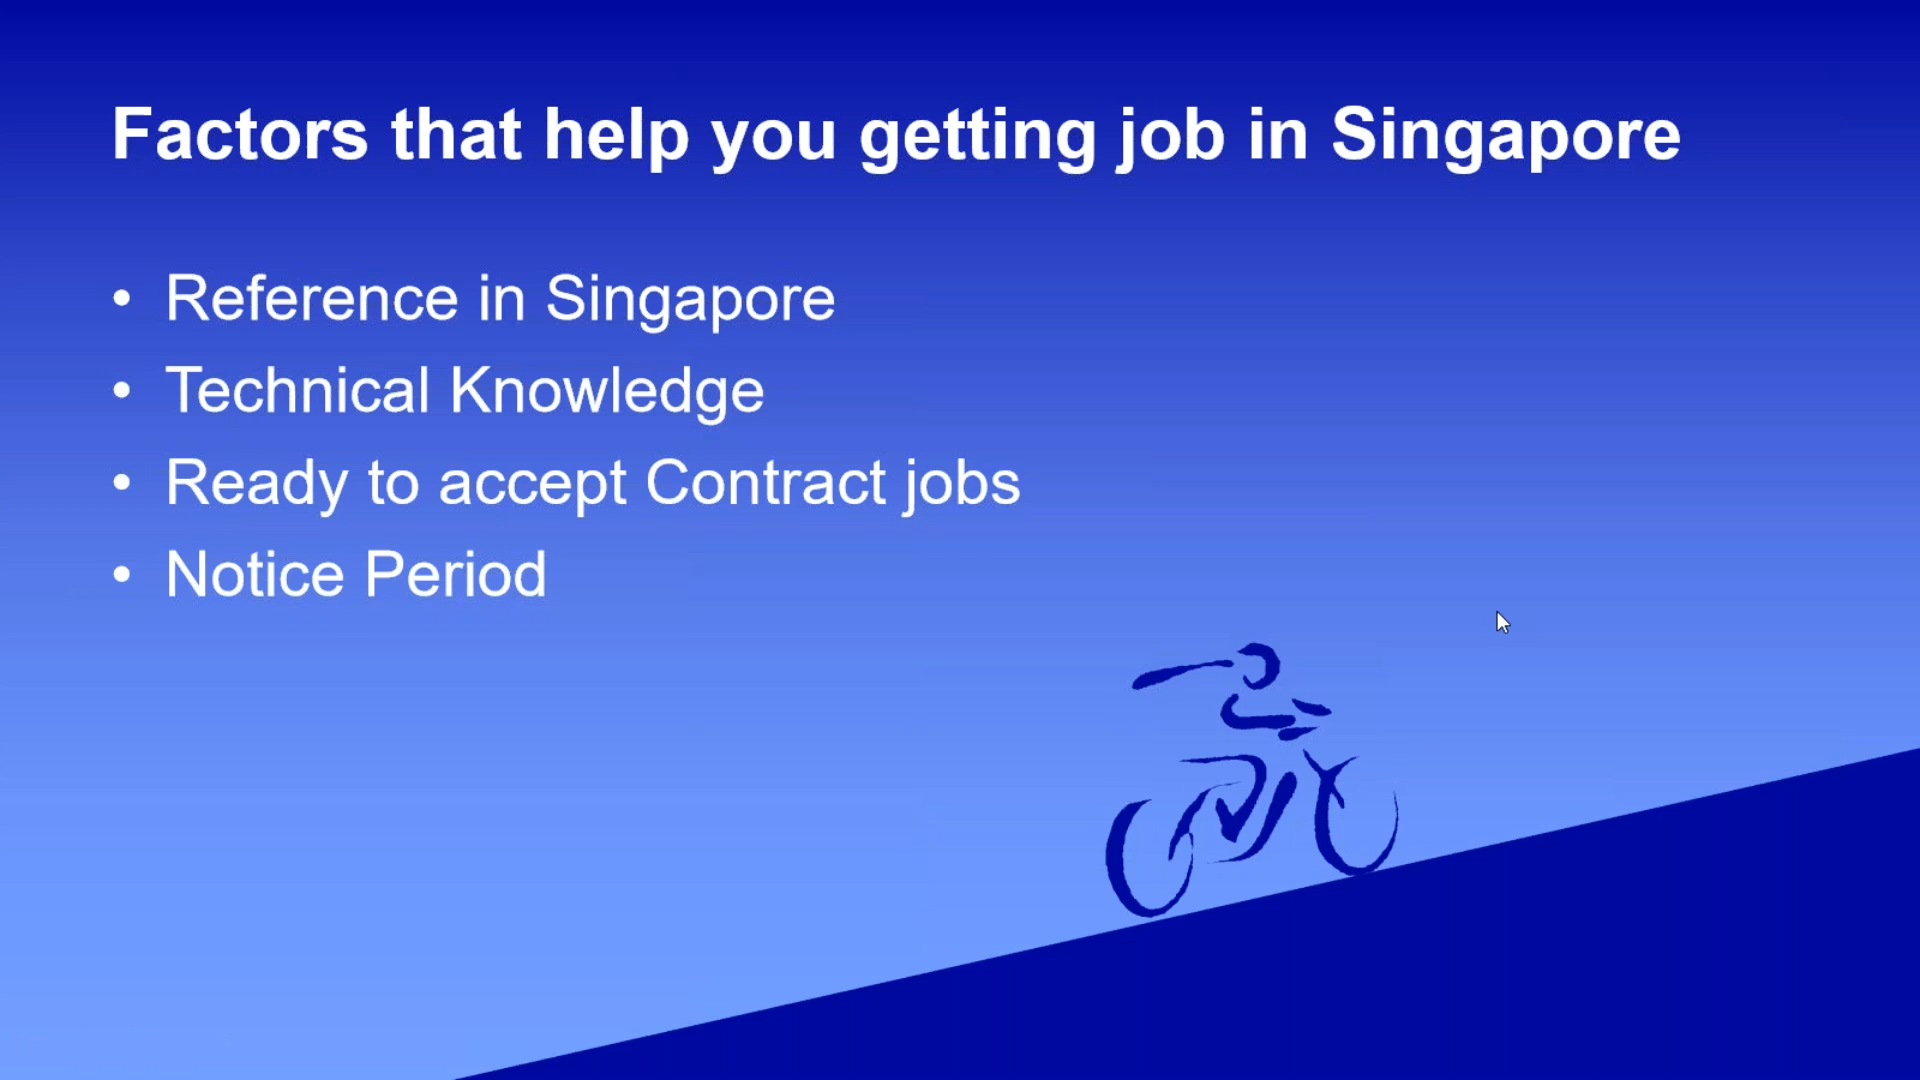 Factors that help you getting job in Singapore
• Reference in Singapore
• Technical Knowledge
• Ready to accept Contract jobs
• Notice Period